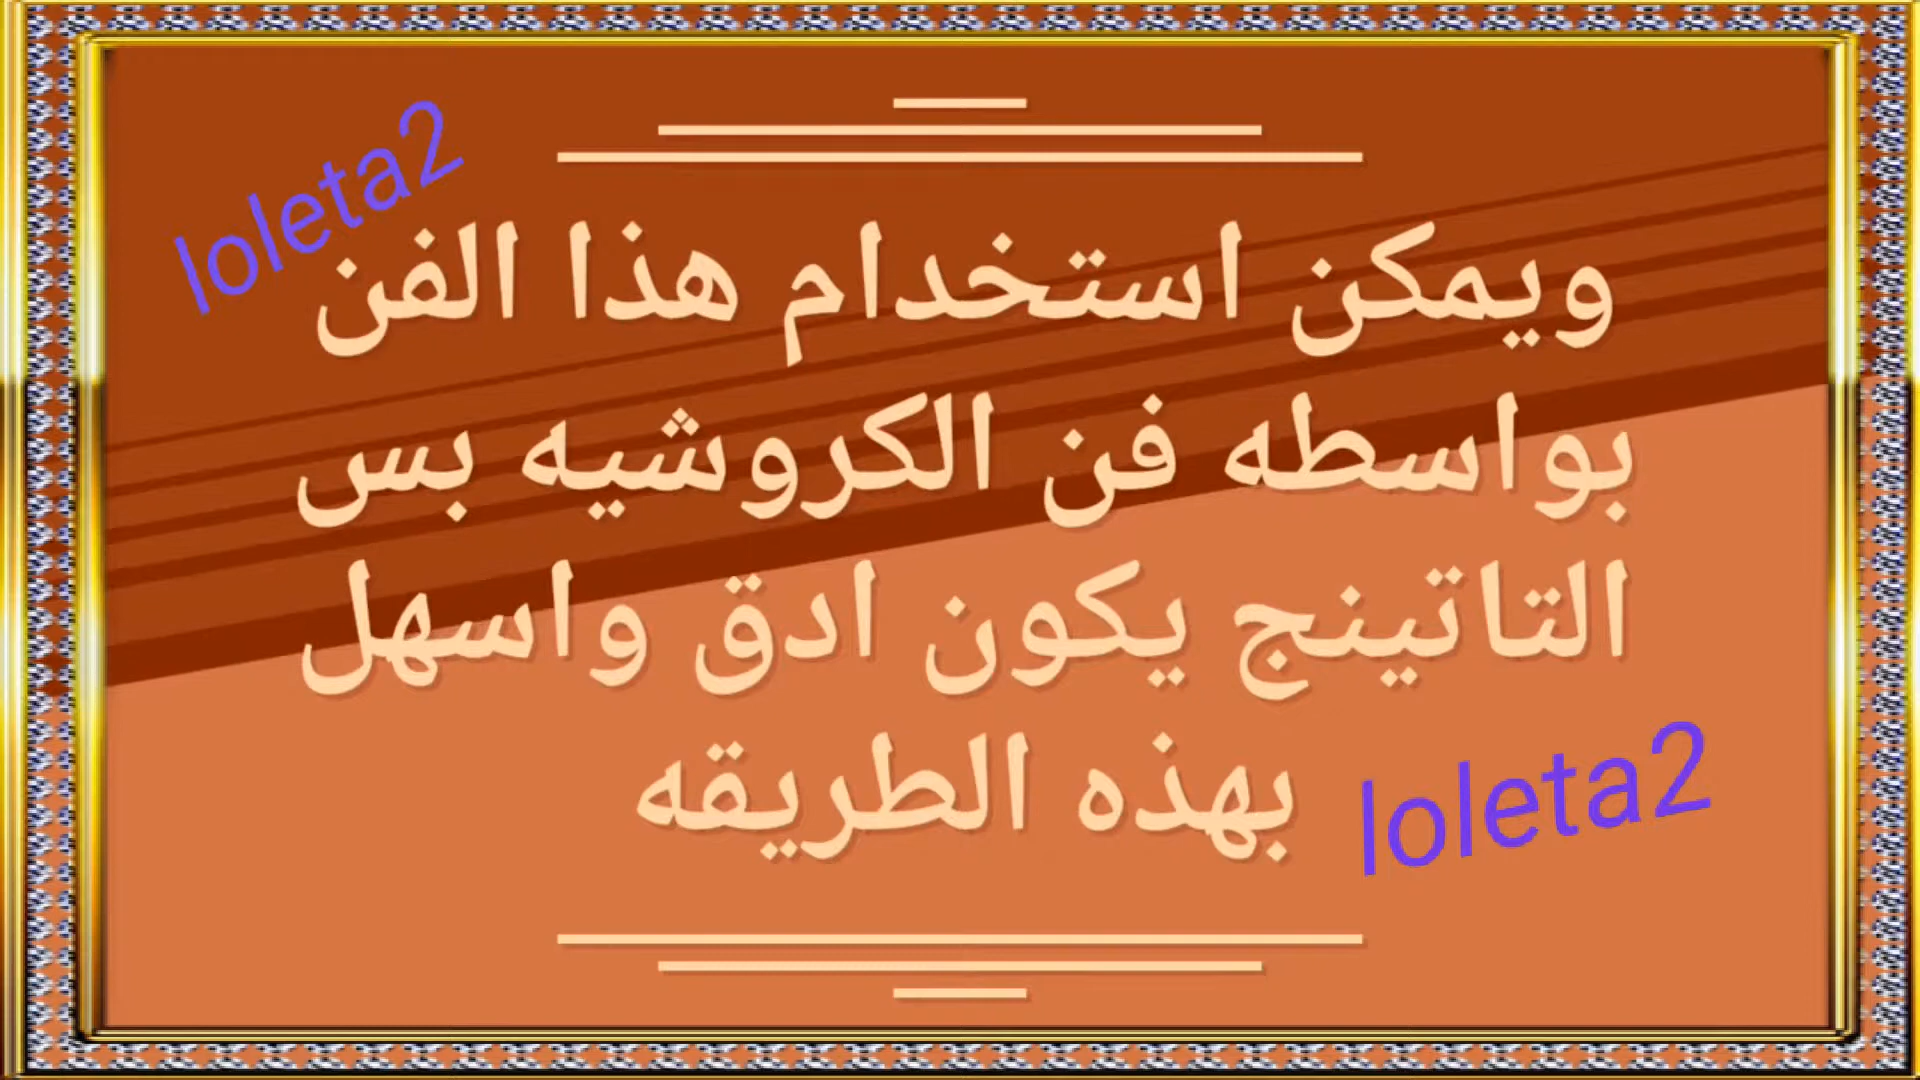 loleta2
ويمكن استخدام هذا الفن
بواسطه فن الكروشيه بس
التاتينج يكون ادق واسهل
بهذه الطريقه
loleta2